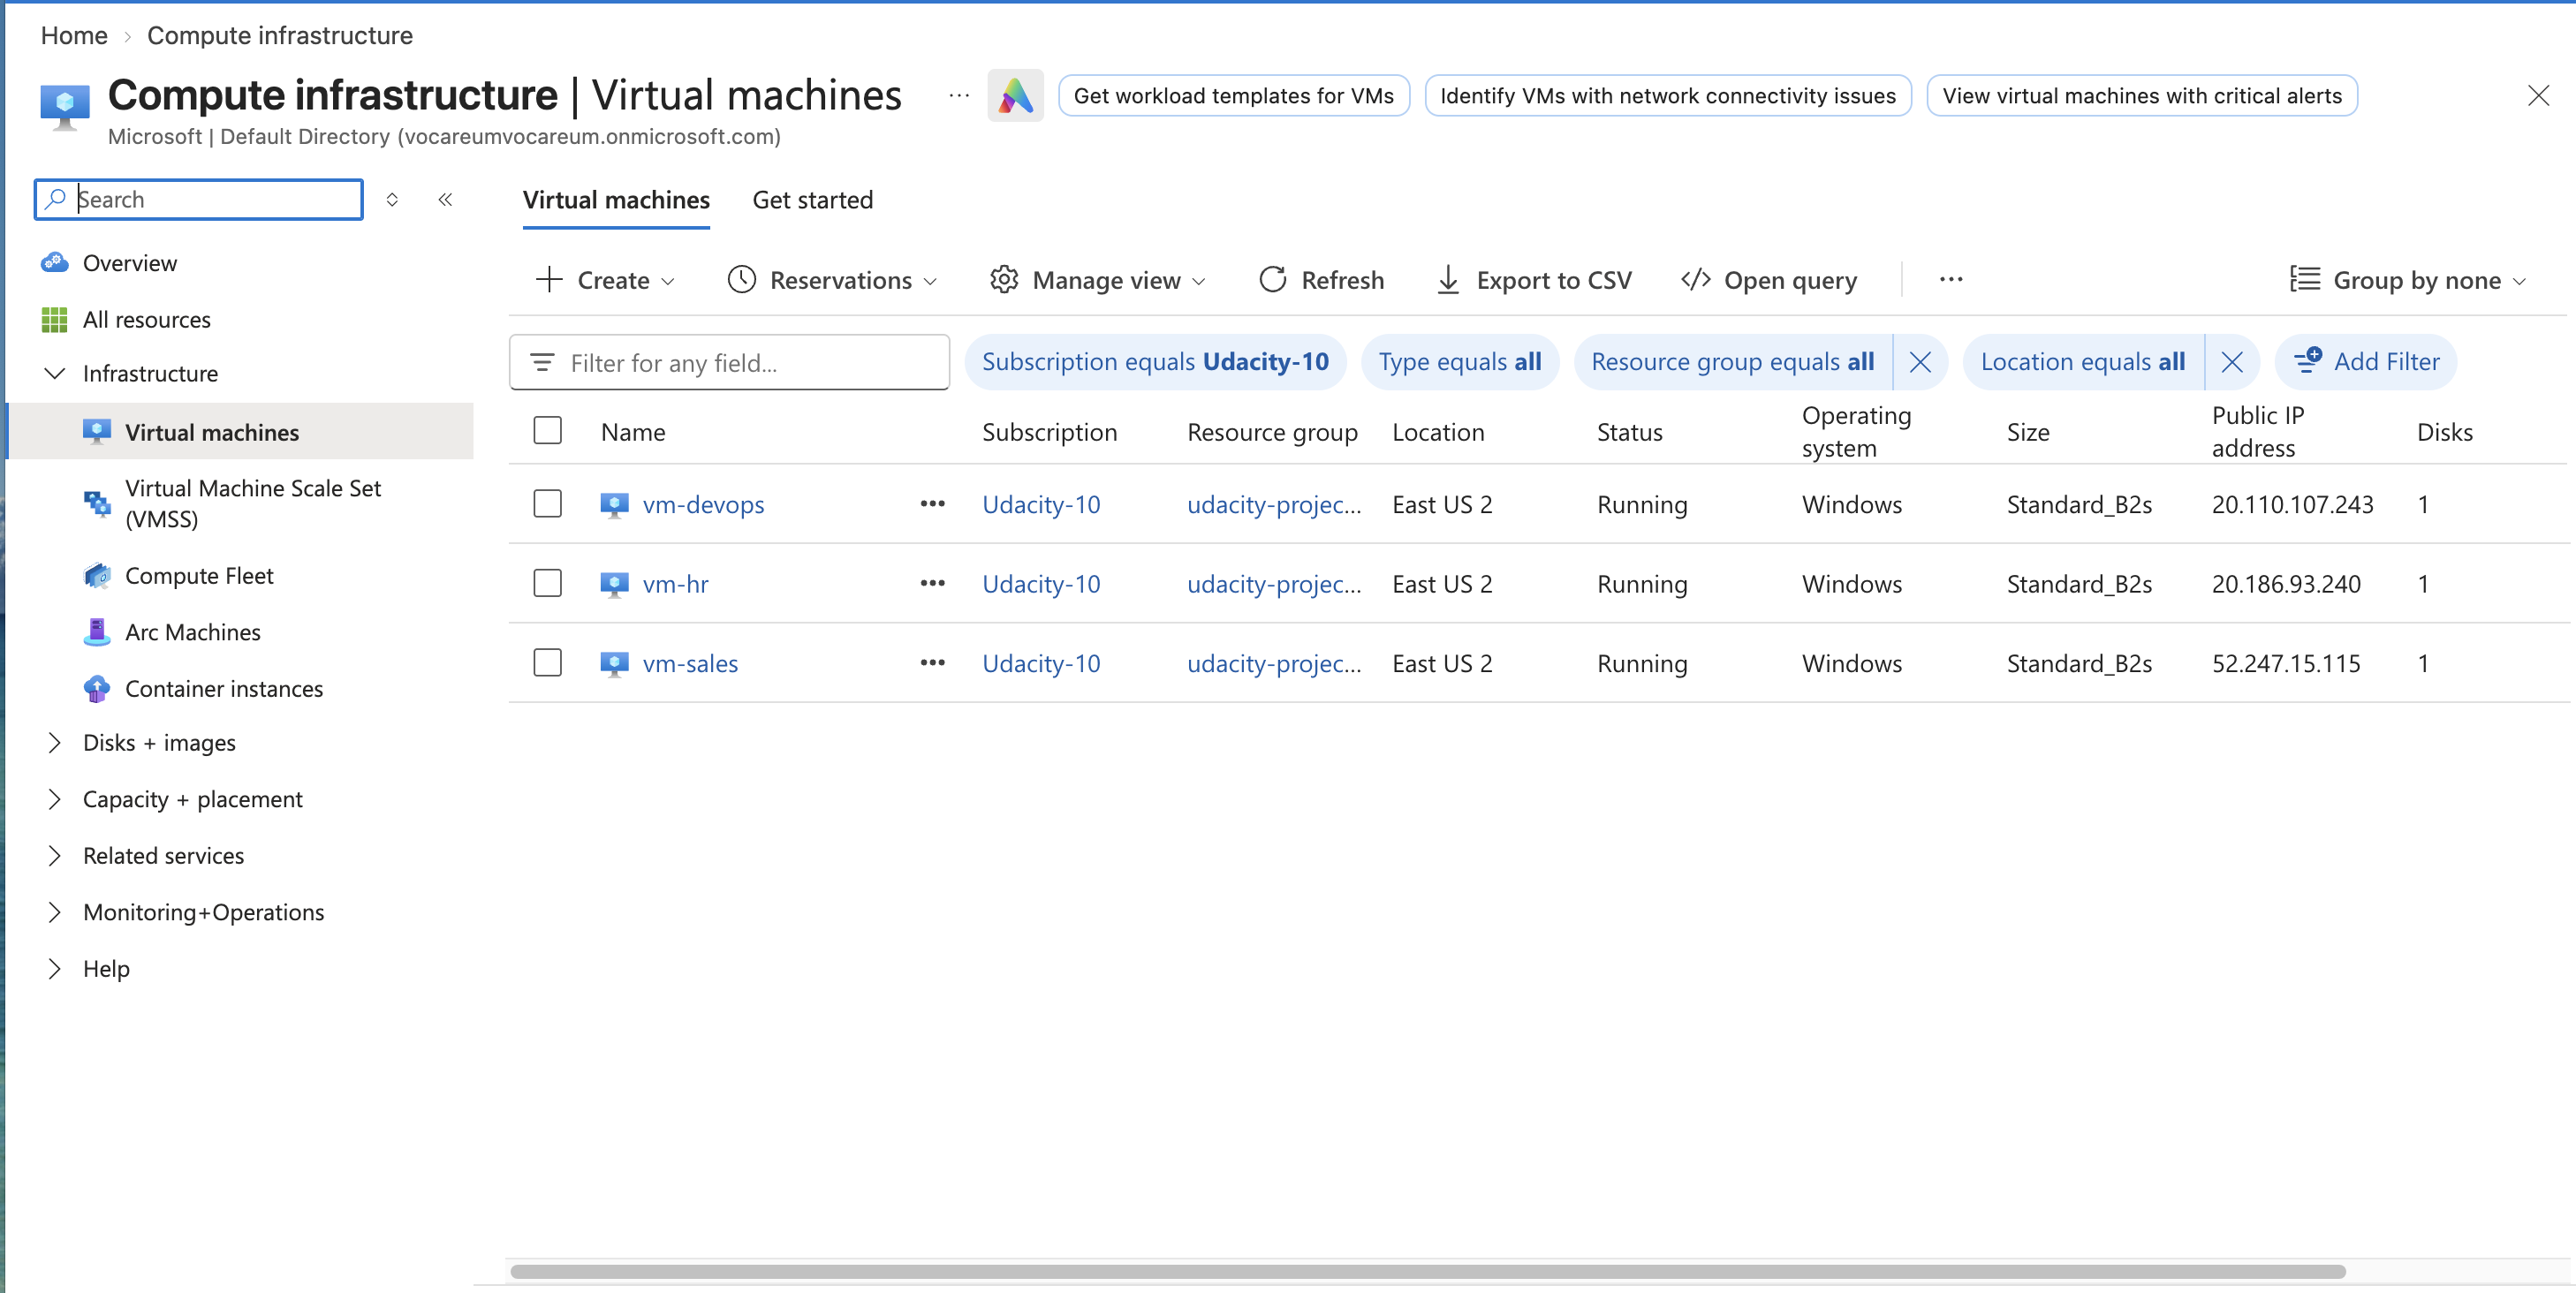 Home > Compute infrastructure
Compute infrastructure | Virtual machines
Microsoft | Default Directory (vocareumvocareum.onmicrosoft.com)
Get workload templates for VMs
Identify VMs with network connectivity issues
View virtual machines with critical alerts
Search
Overview
All resources
Infrastructure
Virtual machines
Virtual Machine Scale Set
(VMSS)
Compute Fleet
Arc Machines
Container instances
Disks + images
Capacity + placement
Related services
Monitoring+Operations
Help
Virtual machines Get started
Create Reservations Manage view Refresh Export to CSV Open query ... Group by none
Filter for any field... Subscription equals Udacity-10 Type equals all Resource group equals all Location equals all Add Filter
Name Subscription Resource group Location Status Operating system Size Public IP address Disks
vm-devops ... Udacity-10 udacity-projec... East US 2 Running Windows Standard_B2s 20.110.107.243 1
vm-hr ... Udacity-10 udacity-projec... East US 2 Running Windows Standard_B2s 20.186.93.240 1
vm-sales ... Udacity-10 udacity-projec... East US 2 Running Windows Standard_B2s 52.247.15.115 1